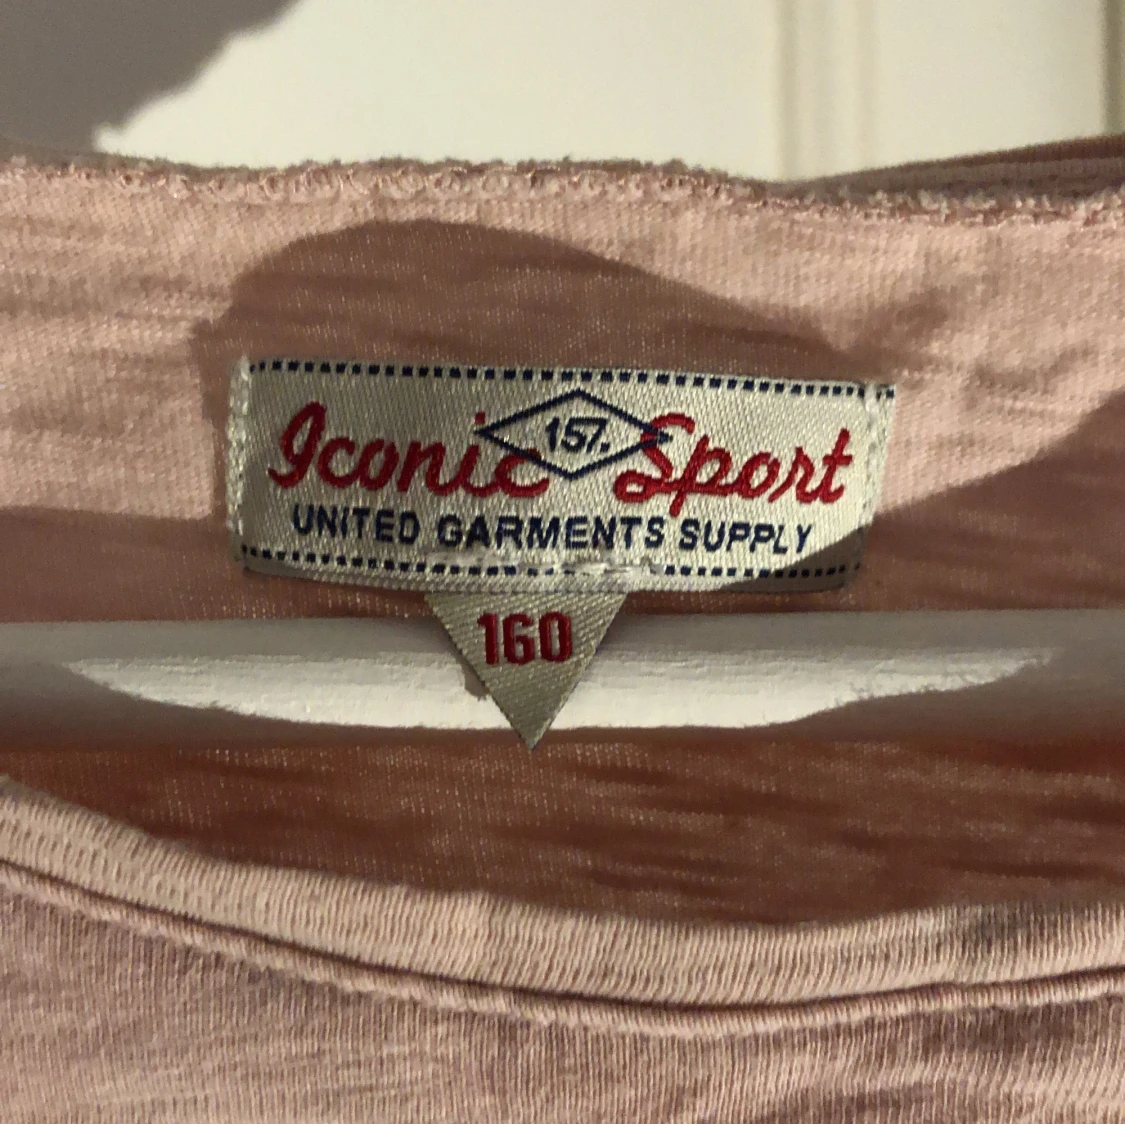 Iconic 157. Sport
UNITED GARMENTS SUPPLY
160